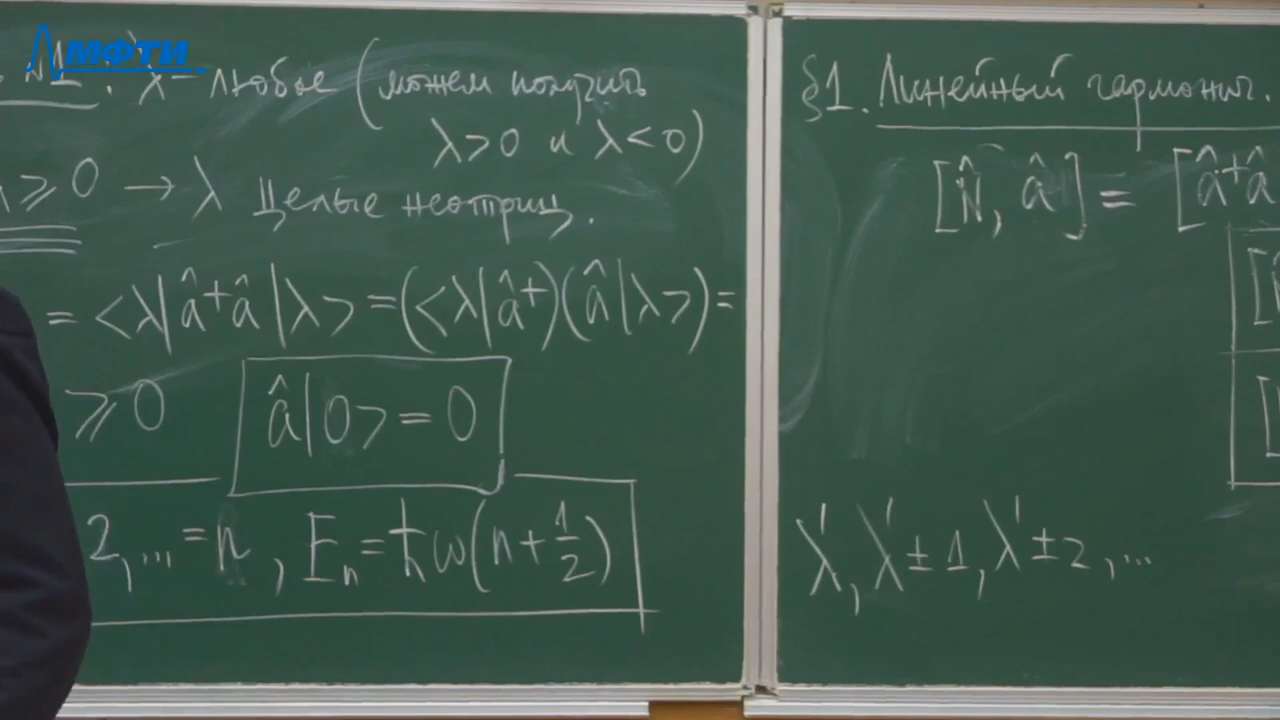 МФТИ
№1. λ' – любое (можем получить
λ>0 и λ<0)
λ ⩾ 0 → λ целые неотриц.
= <λ|â⁺â|λ> = (<λ|â⁺)(â|λ>) =
⩾ 0
â|0> = 0
2,... = n, Eₙ = ħω(n + 1/2)
§1. Линейный гармонич.
[N̂, â] = [â⁺â
λ', λ' ± 1, λ' ± 2, ...